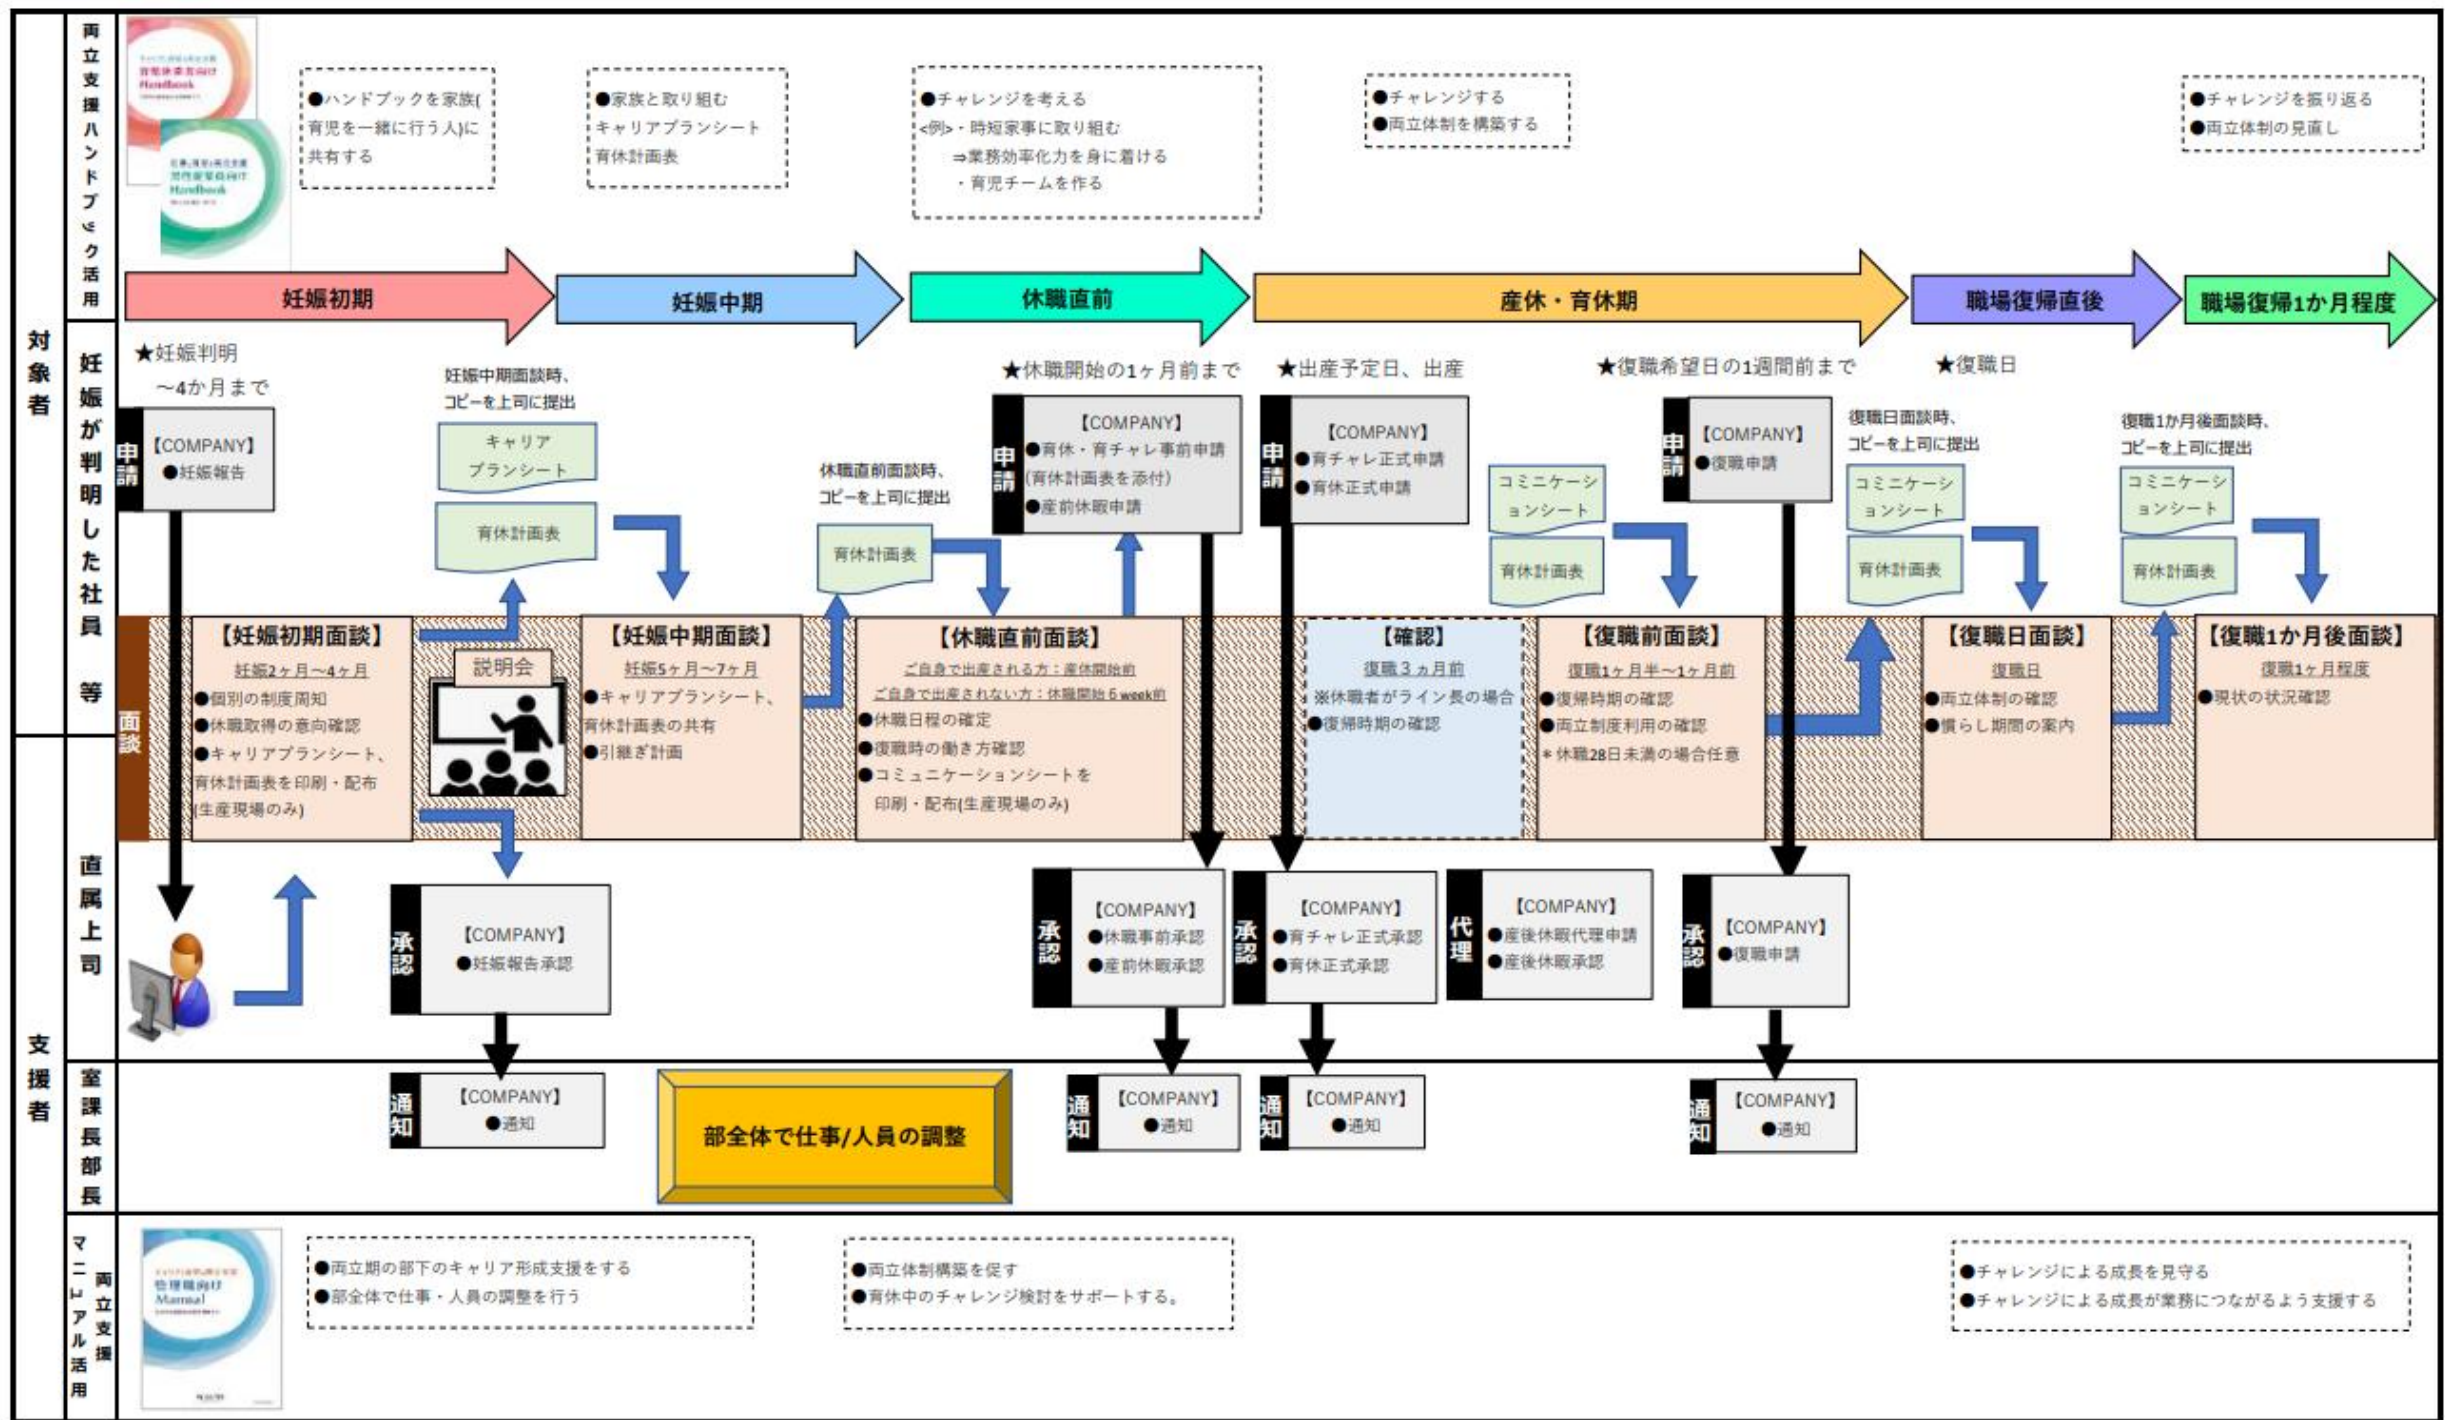 対象者
両立支援ハンドブック活用
育児休業者向け
Handbook
男性従業員向け
Handbook
●ハンドブックを家族(
育児を一緒に行う人)に
共有する
●家族と取り組む
キャリアプランシート
育休計画表
●チャレンジを考える
<例>・時短家事に取り組む
⇒業務効率化力を身に着ける
・育児チームを作る
●チャレンジする
●両立体制を構築する
●チャレンジを振り返る
●両立体制の見直し
妊娠初期
妊娠中期
休職直前
産休・育休期
職場復帰直後
職場復帰1か月程度
妊娠が判明した社員 等
★妊娠判明
～4か月まで
申請
【COMPANY】
●妊娠報告
妊娠中期面談時、
コピーを上司に提出
キャリア
プランシート
育休計画表
休職直前面談時、
コピーを上司に提出
育休計画表
★休職開始の1ヶ月前まで
申請
【COMPANY】
●育休・育チャレ事前申請
(育休計画表を添付)
●産前休暇申請
★出産予定日、出産
申請
【COMPANY】
●育チャレ正式申請
●育休正式申請
コミニケーシ
ョンシート
育休計画表
★復職希望日の1週間前まで
申請
【COMPANY】
●復職申請
★復職日
復職日面談時、
コピーを上司に提出
コミニケーシ
ョンシート
育休計画表
復職1か月後面談時、
コピーを上司に提出
コミニケーシ
ョンシート
育休計画表
面談
【妊娠初期面談】
妊娠2ヶ月～4ヶ月
●個別の制度周知
●休職取得の意向確認
●キャリアプランシート、
育休計画表を印刷・配布
(生産現場のみ)
説明会
【妊娠中期面談】
妊娠5ヶ月～7ヶ月
●キャリアプランシート、
育休計画表の共有
●引継ぎ計画
【休職直前面談】
ご自身で出産される方：産休開始前
ご自身で出産されない方：休職開始６week前
●休職日程の確定
●復職時の働き方確認
●コミュニケーションシートを
印刷・配布(生産現場のみ)
【確認】
復職３ヵ月前
※休職者がライン長の場合
●復帰時期の確認
【復職前面談】
復職1ヶ月半～1ヶ月前
●復帰時期の確認
●両立制度利用の確認
＊休職28日未満の場合任意
【復職日面談】
復職日
●両立体制の確認
●慣らし期間の案内
【復職1か月後面談】
復職1ヶ月程度
●現状の状況確認
支援者
直属上司
承認
【COMPANY】
●妊娠報告承認
承認
【COMPANY】
●休職事前承認
●産前休暇承認
承認
【COMPANY】
●育チャレ正式承認
●育休正式承認
代理
【COMPANY】
●産後休暇代理申請
●産後休暇承認
承認
【COMPANY】
●復職申請
室課長部長
通知
【COMPANY】
●通知
部全体で仕事/人員の調整
通知
【COMPANY】
●通知
通知
【COMPANY】
●通知
通知
【COMPANY】
●通知
両立支援
マニュアル活用
管理職向け
Manual
●両立期の部下のキャリア形成支援をする
●部全体で仕事・人員の調整を行う
●両立体制構築を促す
●育休中のチャレンジ検討をサポートする。
●チャレンジによる成長を見守る
●チャレンジによる成長が業務につながるよう支援する